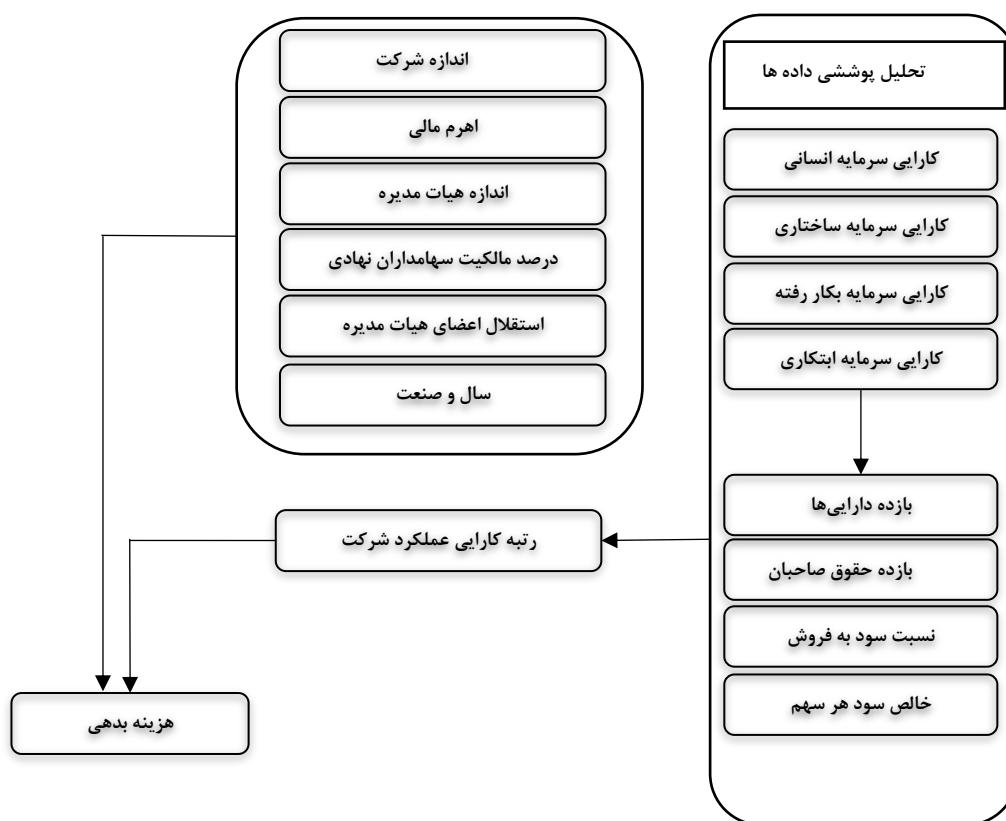 تحلیل پوششی داده ها
کارایی سرمایه انسانی
کارایی سرمایه ساختاری
کارایی سرمایه بکار رفته
کارایی سرمایه ابتکاری
بازده دارایی‌ها
بازده حقوق صاحبان
نسبت سود به فروش
خالص سود هر سهم
اندازه شرکت
اهرم مالی
اندازه هیات مدیره
درصد مالکیت سهامداران نهادی
استقلال اعضای هیات مدیره
سال و صنعت
رتبه کارایی عملکرد شرکت
هزینه بدهی